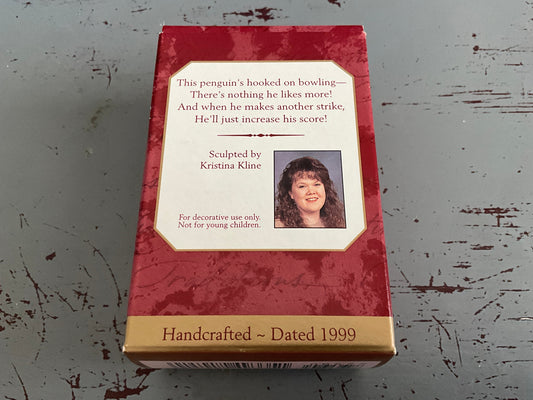 This penguin's hooked on bowling—
There's nothing he likes more!
And when he makes another strike,
He'll just increase his score!
Sculpted by
Kristina Kline
For decorative use only.
Not for young children.
Handcrafted ~ Dated 1999